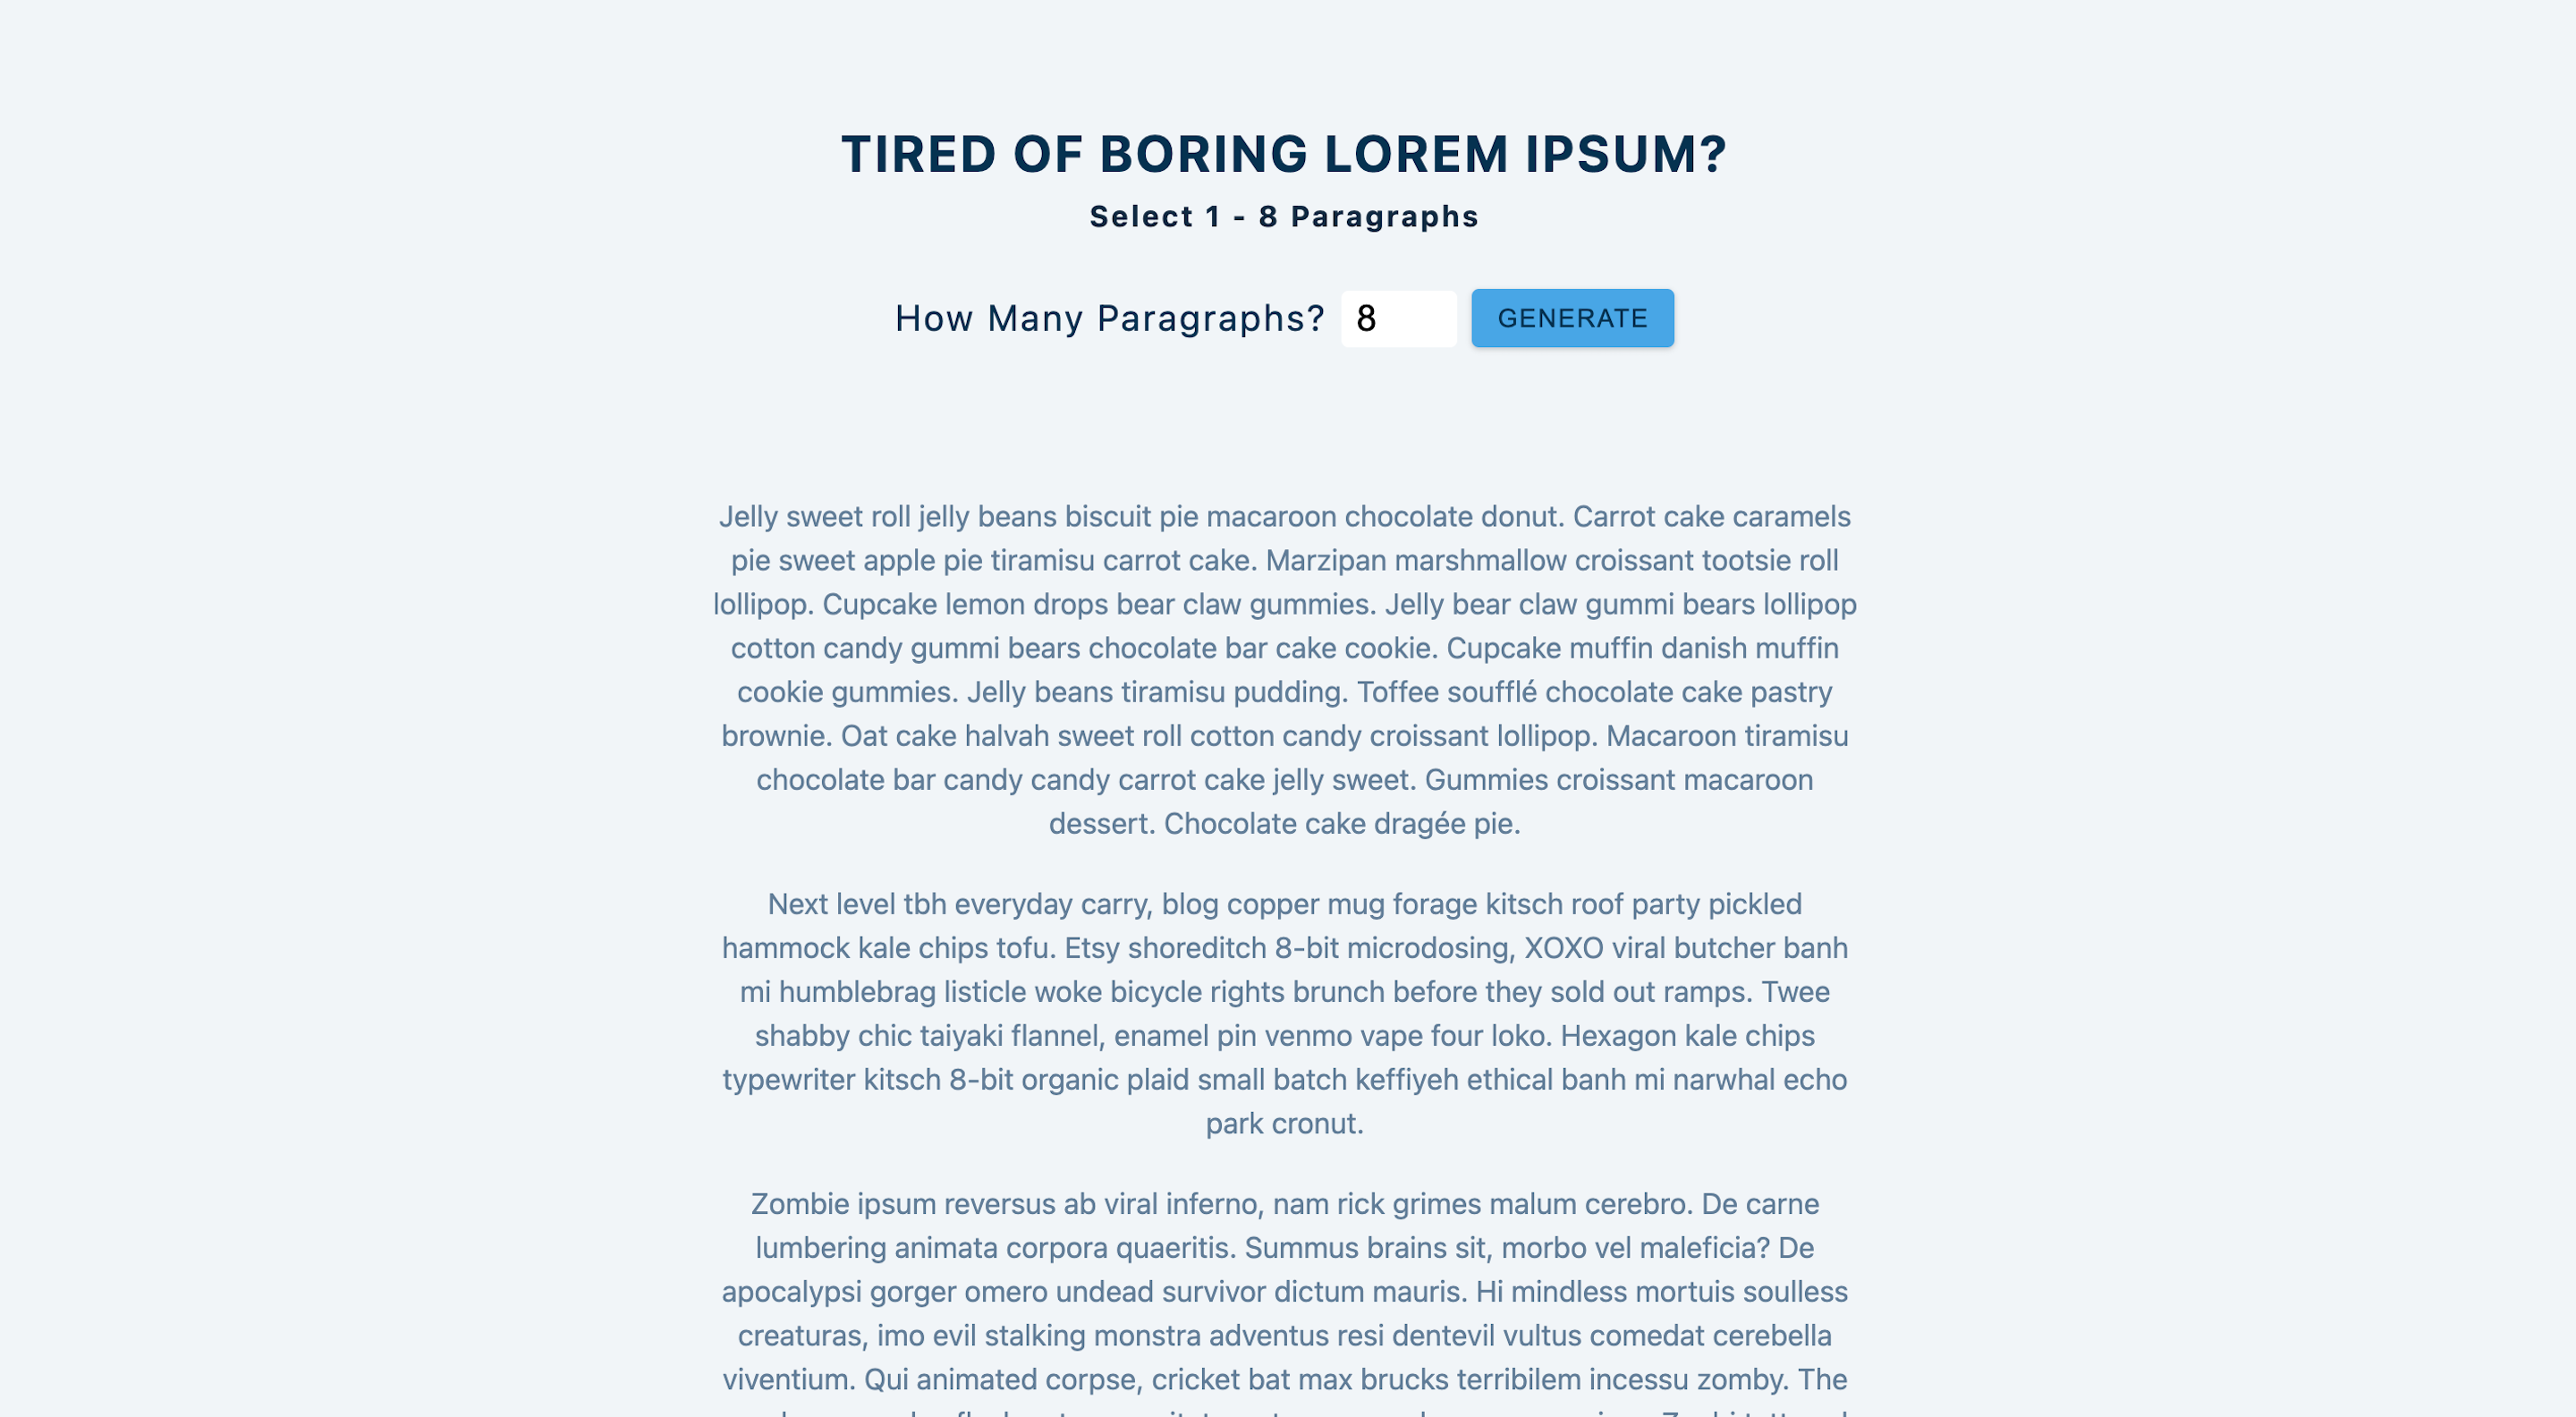 TIRED OF BORING LOREM IPSUM?
Select 1 - 8 Paragraphs
How Many Paragraphs? 8 GENERATE
Jelly sweet roll jelly beans biscuit pie macaroon chocolate donut. Carrot cake caramels
pie sweet apple pie tiramisu carrot cake. Marzipan marshmallow croissant tootsie roll
lollipop. Cupcake lemon drops bear claw gummies. Jelly bear claw gummi bears lollipop
cotton candy gummi bears chocolate bar cake cookie. Cupcake muffin danish muffin
cookie gummies. Jelly beans tiramisu pudding. Toffee soufflé chocolate cake pastry
brownie. Oat cake halvah sweet roll cotton candy croissant lollipop. Macaroon tiramisu
chocolate bar candy candy carrot cake jelly sweet. Gummies croissant macaroon
dessert. Chocolate cake dragée pie.
Next level tbh everyday carry, blog copper mug forage kitsch roof party pickled
hammock kale chips tofu. Etsy shoreditch 8-bit microdosing, XOXO viral butcher banh
mi humblebrag listicle woke bicycle rights brunch before they sold out ramps. Twee
shabby chic taiyaki flannel, enamel pin venmo vape four loko. Hexagon kale chips
typewriter kitsch 8-bit organic plaid small batch keffiyeh ethical banh mi narwhal echo
park cronut.
Zombie ipsum reversus ab viral inferno, nam rick grimes malum cerebro. De carne
lumbering animata corpora quaeritis. Summus brains sit, morbo vel maleficia? De
apocalypsi gorger omero undead survivor dictum mauris. Hi mindless mortuis soulless
creaturas, imo evil stalking monstra adventus resi dentevil vultus comedat cerebella
viventium. Qui animated corpse, cricket bat max brucks terribilem incessu zomby. The